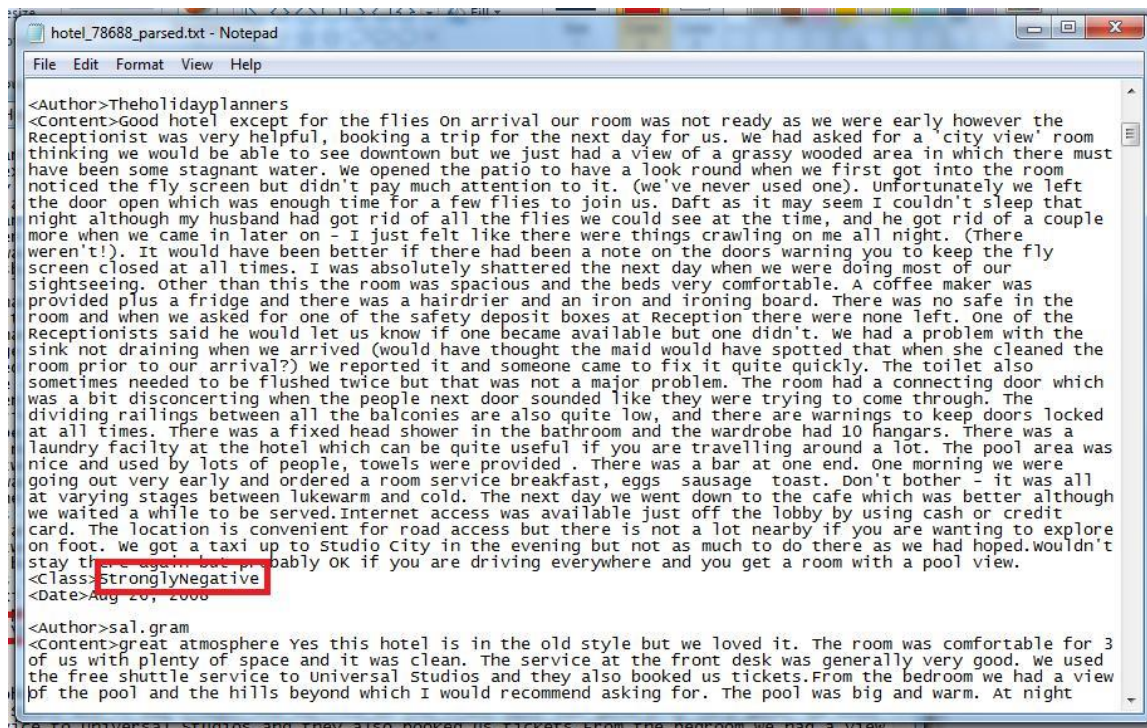 hotel_78688_parsed.txt - Notepad
File Edit Format View Help
<Author>Theholidayplanners
<Content>Good hotel except for the flies On arrival our room was not ready as we were early however the
Receptionist was very helpful, booking a trip for the next day for us. We had asked for a 'city view' room
thinking we would be able to see downtown but we just had a view of a grassy wooded area in which there must
have been some stagnant water. We opened the patio to have a look round when we first got into the room
noticed the fly screen but didn't pay much attention to it. (we've never used one). Unfortunately we left
the door open which was enough time for a few flies to join us. Daft as it may seem I couldn't sleep that
night although my husband had got rid of all the flies we could see at the time, and he got rid of a couple
more when we came in later on - I just felt like there were things crawling on me all night. (There
weren't!). It would have been better if there had been a note on the doors warning you to keep the fly
screen closed at all times. I was absolutely shattered the next day when we were doing most of our
sightseeing. Other than this the room was spacious and the beds very comfortable. A coffee maker was
provided plus a fridge and there was a hairdrier and an iron and ironing board. There was no safe in the
room and when we asked for one of the safety deposit boxes at Reception there were none left. One of the
Receptionists said he would let us know if one became available but one didn't. We had a problem with the
sink not draining when we arrived (would have thought the maid would have spotted that when she cleaned the
room prior to our arrival?) We reported it and someone came to fix it quite quickly. The toilet also
sometimes needed to be flushed twice but that was not a major problem. The room had a connecting door which
was a bit disconcerting when the people next door sounded like they were trying to come through. The
dividing railings between all the balconies are also quite low, and there are warnings to keep doors locked
at all times. There was a fixed head shower in the bathroom and the wardrobe had 10 hangars. There was a
laundry facilty at the hotel which can be quite useful if you are travelling around a lot. The pool area was
nice and used by lots of people, towels were provided . There was a bar at one end. One morning we were
going out very early and ordered a room service breakfast, eggs sausage toast. Don't bother - it was all
at varying stages between lukewarm and cold. The next day we went down to the cafe which was better although
we waited a while to be served.Internet access was available just off the lobby by using cash or credit
card. The location is convenient for road access but there is not a lot nearby if you are wanting to explore
on foot. We got a taxi up to Studio City in the evening but not as much to do there as we had hoped.Wouldn't
stay there again but probably OK if you are driving everywhere and you get a room with a pool view.
<Class>StronglyNegative
<Date>Aug 26, 2008
<Author>sal.gram
<Content>great atmosphere Yes this hotel is in the old style but we loved it. The room was comfortable for 3
of us with plenty of space and it was clean. The service at the front desk was generally very good. We used
the free shuttle service to Universal Studios and they also booked us tickets.From the bedroom we had a view
of the pool and the hills beyond which I would recommend asking for. The pool was big and warm. At night